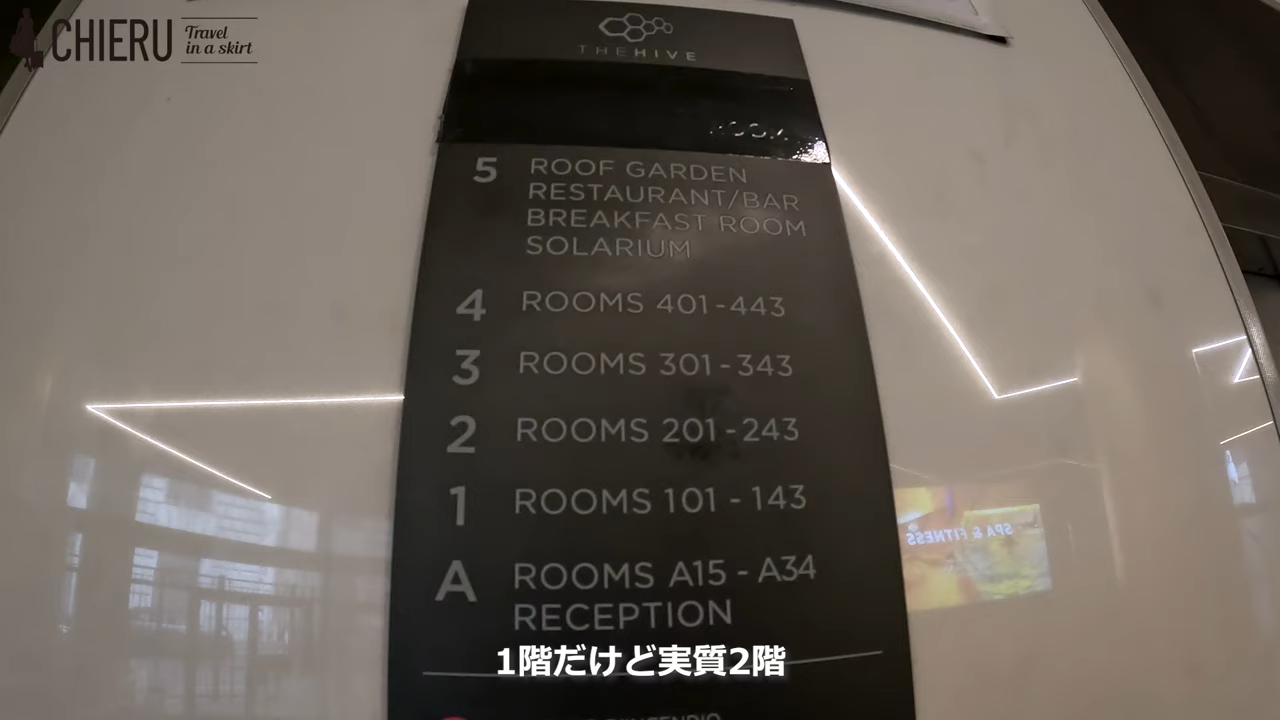 CHIERU Travel in a skirt
THE HIVE
5 ROOF GARDEN
RESTAURANT/BAR
BREAKFAST ROOM
SOLARIUM
4 ROOMS 401-443
3 ROOMS 301-343
2 ROOMS 201-243
1 ROOMS 101 - 143
A ROOMS A15 - A34
RECEPTION
SPA & FITNESS
1階だけど実質2階